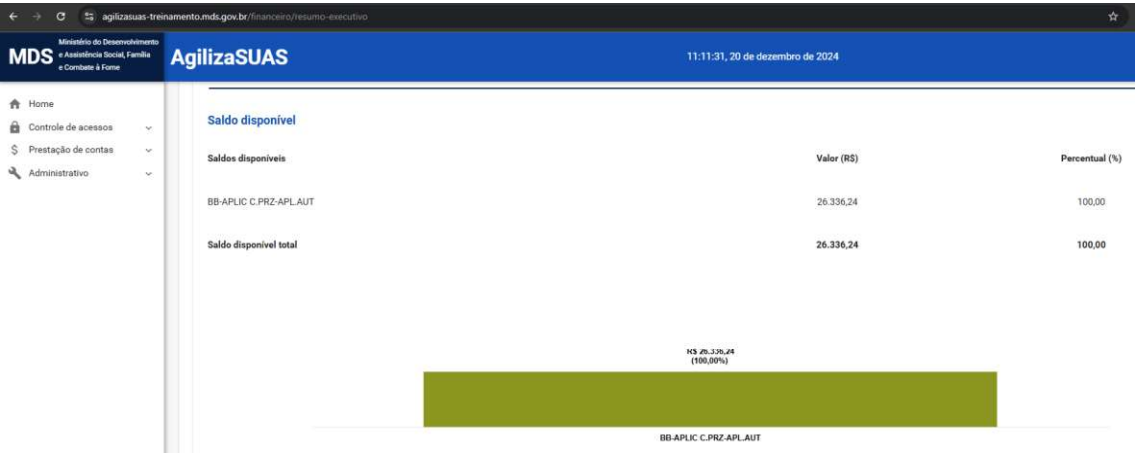 agilizasuas-treinamento.mds.gov.br/financeiro/resumo-executivo
MDS
Ministério do Desenvolvimento
e Assistência Social, Família
e Combate à Fome
AgilizaSUAS
11:11:31, 20 de dezembro de 2024
Home
Controle de acessos
Prestação de contas
Administrativo
Saldo disponível
Saldos disponíveis Valor (R$) Percentual (%)
BB-APLIC C.PRZ-APL.AUT 26.336,24 100,00
Saldo disponível total 26.336,24 100,00
R$ 26.336,24
(100,00%)
BB-APLIC C.PRZ-APL.AUT